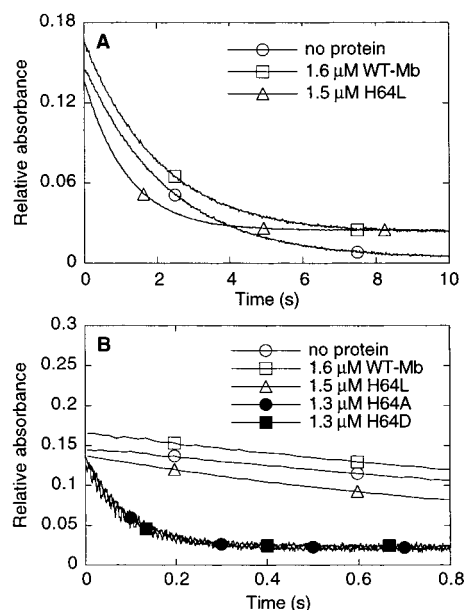 A
Relative absorbance
0.18
0.12
0.06
0
no protein
1.6 μM WT-Mb
1.5 μM H64L
0 2 4 6 8 10
Time (s)
B
Relative absorbance
0.3
0.25
0.2
0.15
0.1
0.05
0
no protein
1.6 μM WT-Mb
1.5 μM H64L
1.3 μM H64A
1.3 μM H64D
0 0.2 0.4 0.6 0.8
Time (s)